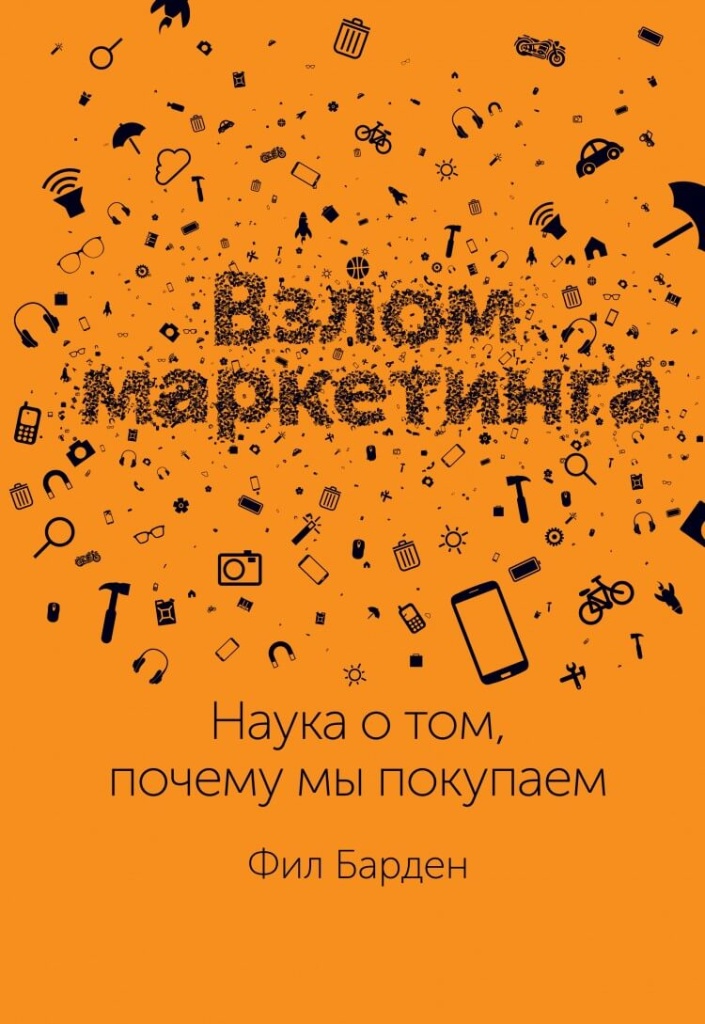 Взлом
маркетинга
Наука о том,
почему мы покупаем
Фил Барден